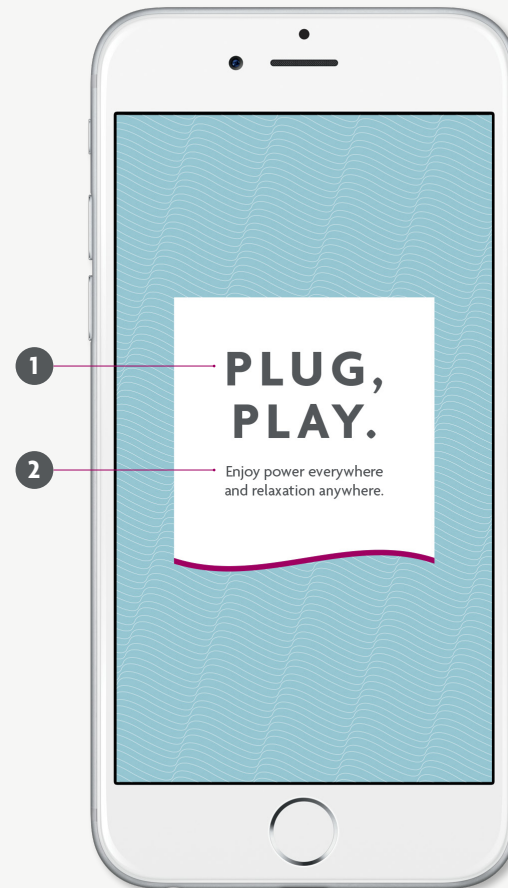 1
PLUG,
PLAY.
2
Enjoy power everywhere
and relaxation anywhere.